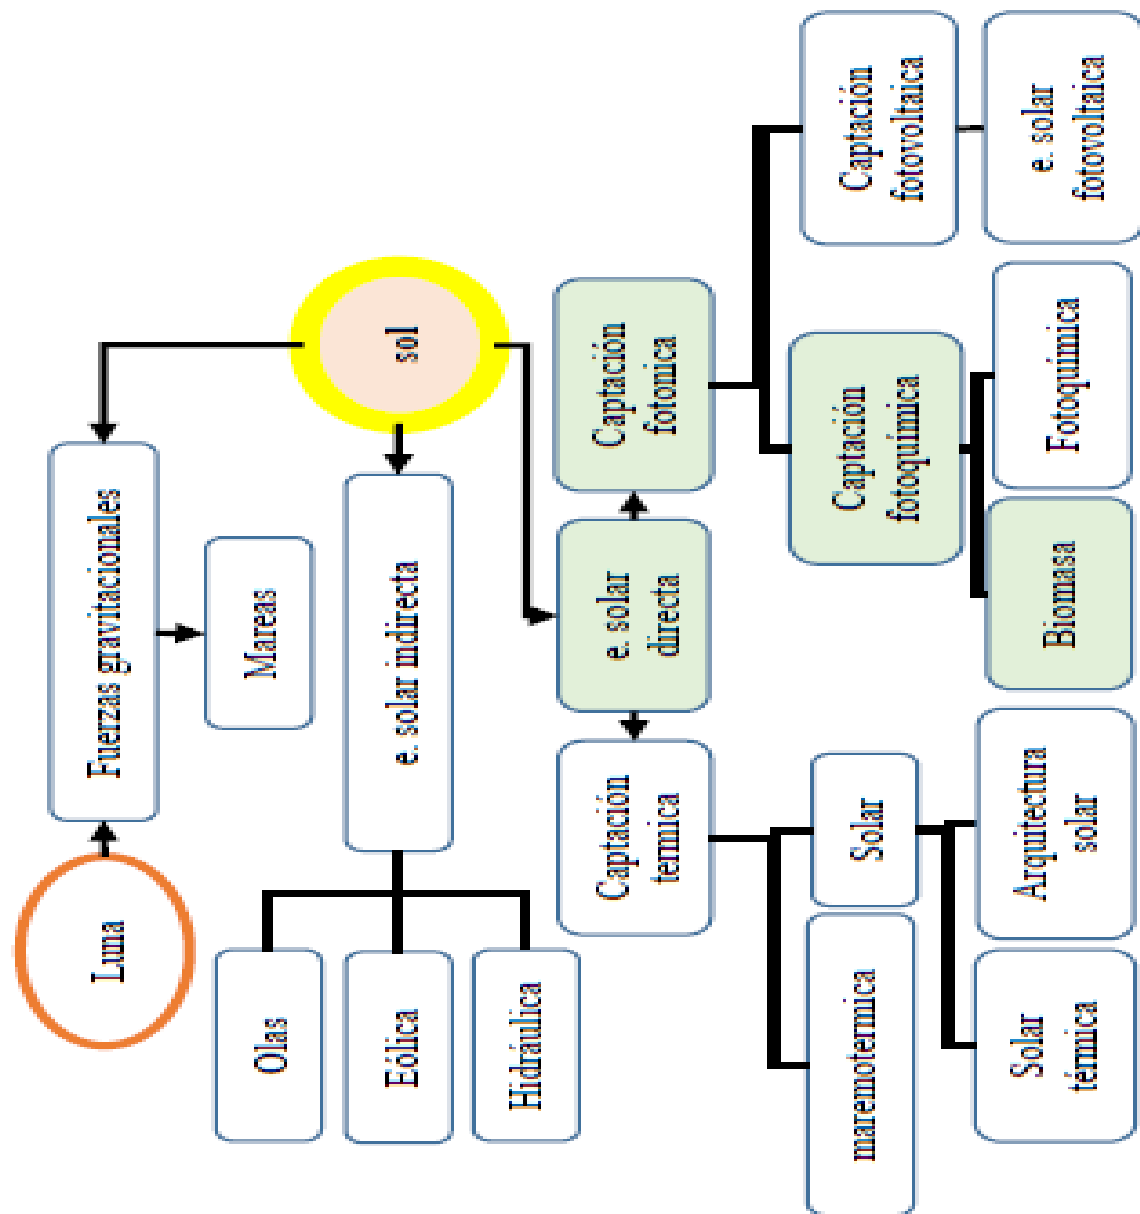 Luna
Fuerzas gravitacionales
Mareas
sol
Olas
Eólica
Hidráulica
e. solar indirecta
Captación
termica
e. solar
directa
Captación
fotonica
maremotermica
Solar
Captación
fotoquímica
Captación
fotovoltaica
Solar
térmica
Arquitectura
solar
Biomasa
Fotoquímica
e. solar
fotovoltaica